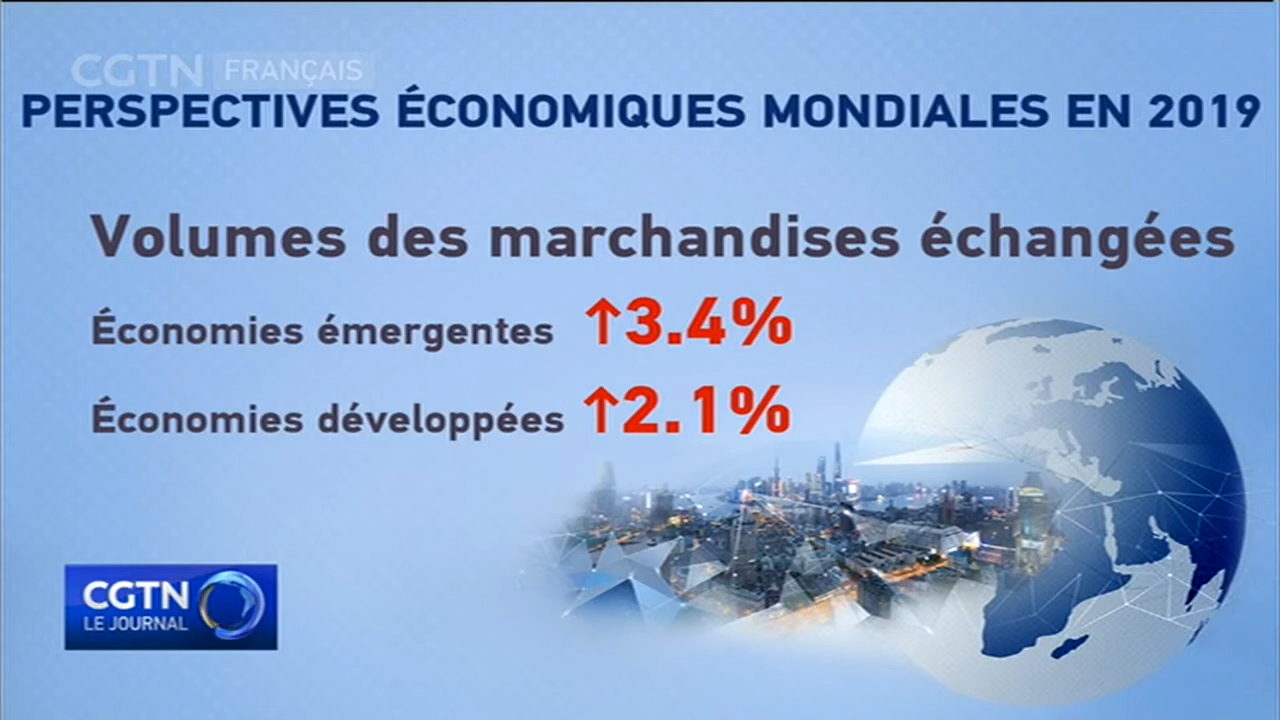 CGTN FRANÇAIS
PERSPECTIVES ÉCONOMIQUES MONDIALES EN 2019
Volumes des marchandises échangées
Économies émergentes ↑3.4%
Économies développées ↑2.1%
CGTN
LE JOURNAL